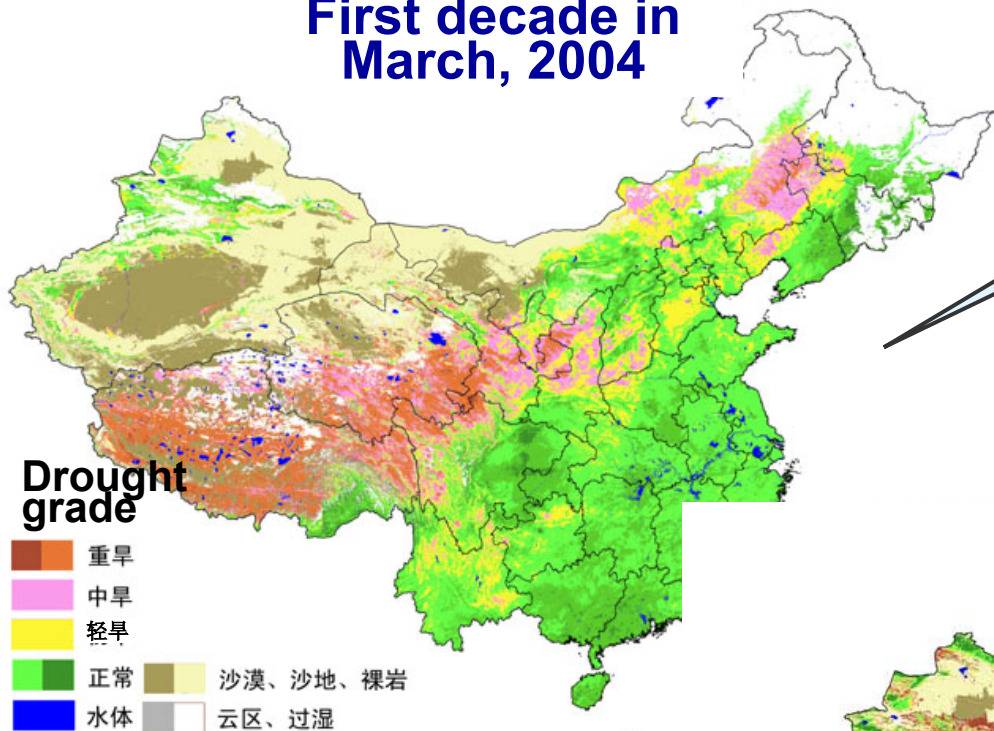 First decade in
March, 2004
Drought
grade
重旱
中旱
轻旱
正常
沙漠、沙地、裸岩
水体
云区、过湿